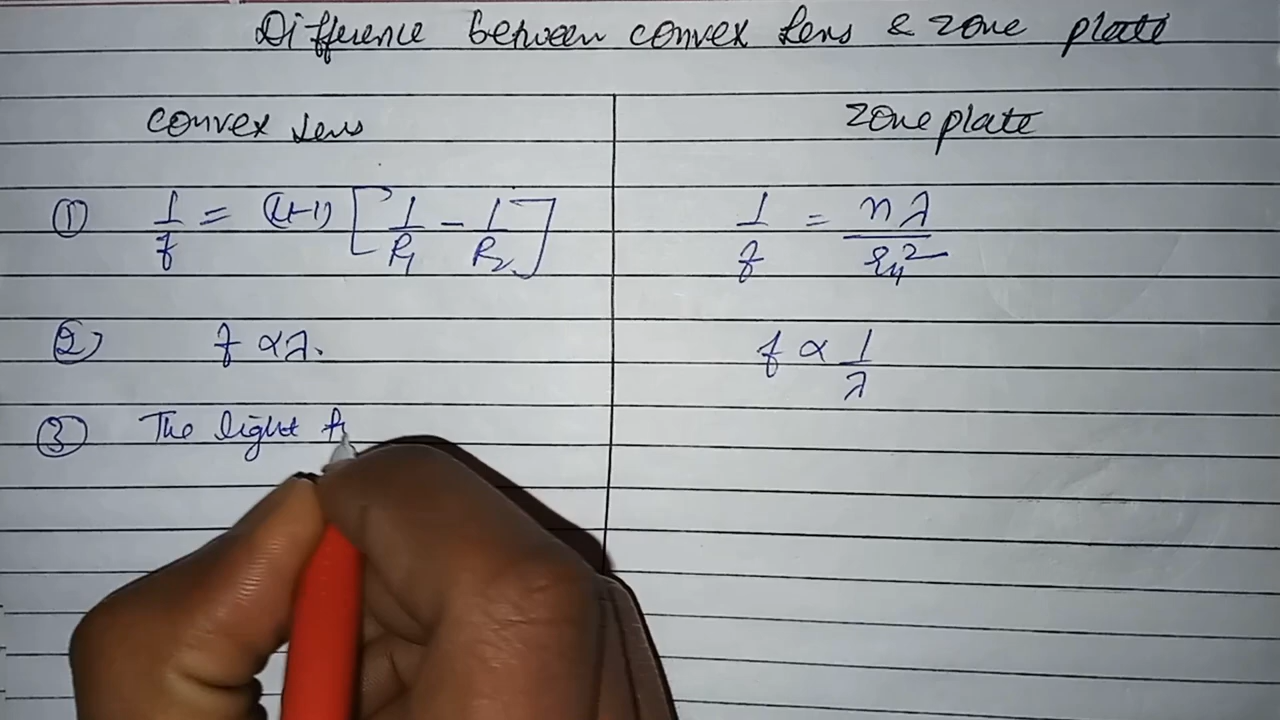 Difference between convex lens & zone plate
convex lens
zone plate
① 1/f = (μ-1) [1/R₁ - 1/R₂]
1/f = nλ/rₙ²
② f ∝ λ.
f ∝ 1/λ
③ The light